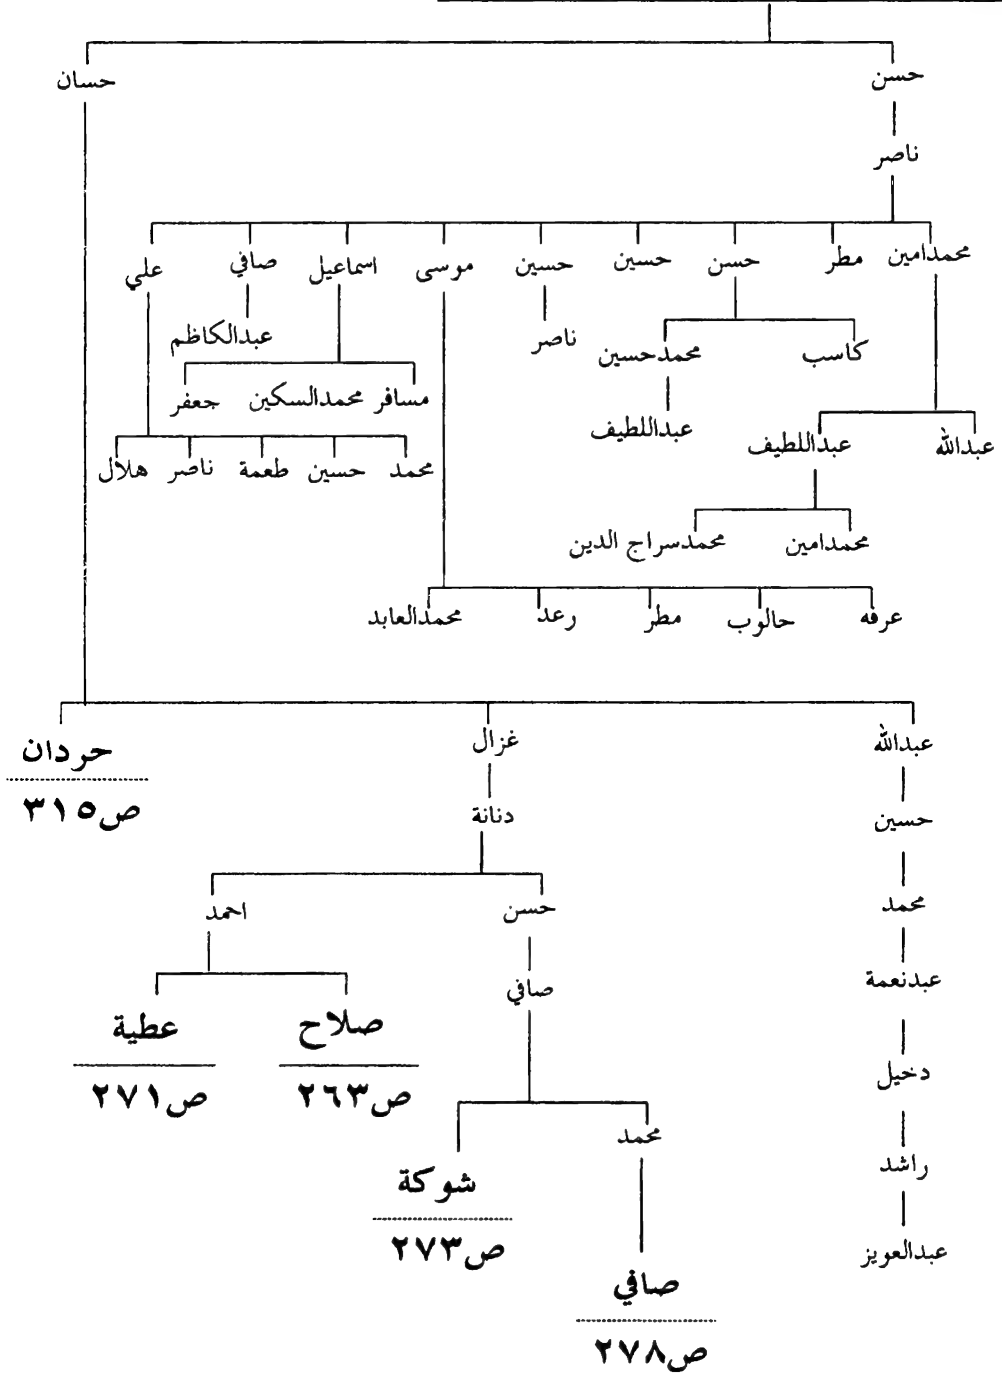 حسن حسان
ناصر
محمدامين مطر حسن حسين حسين موسى اسماعيل صافي علي
ناصر عبدالكاظم
كاسب محمدحسين
مسافر محمدالسكين جعفر
عبداللطيف
عبدالله عبداللطيف
محمد حسين طعمة ناصر هلال
محمدامين محمدسراج الدين
عرفه حالوب مطر رعد محمدالعابد
عبدالله غزال حردان
ص٣١٥
حسين دنانة
محمد حسن احمد
عبدنعمة صافي
صلاح عطية
ص٢٦٣ ص٢٧١
دخيل
محمد
راشد شوكة
ص٢٧٣
عبدالعويز
صافي
ص٢٧٨